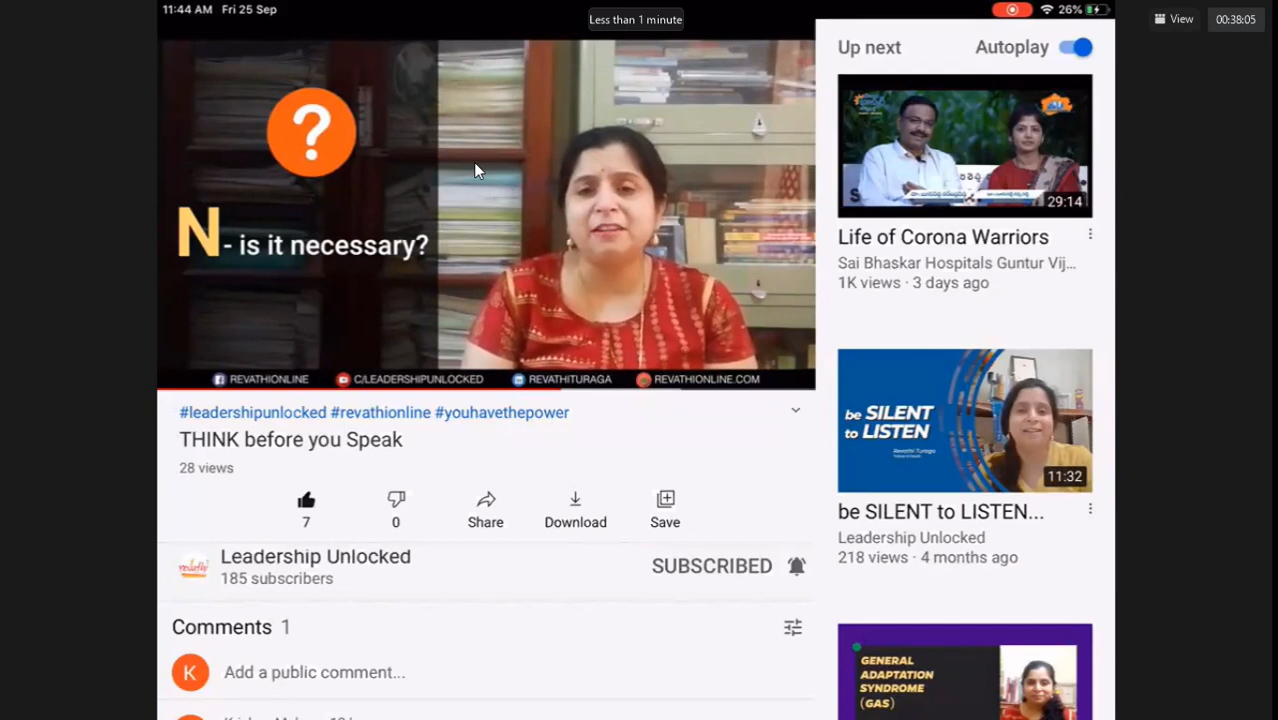 11:44 AM Fri 25 Sep
Less than 1 minute
26%
View
00:38:05
?
N - is it necessary?
REVATHIONLINE
C/LEADERSHIPUNLOCKED
REVATHITURAGA
REVATHIONLINE.COM
#leadershipunlocked #revathionline #youhavethepower
THINK before you Speak
28 views
7
0
Share
Download
Save
Leadership Unlocked
185 subscribers
SUBSCRIBED
Comments 1
K
Add a public comment...
Up next
Autoplay
29:14
Life of Corona Warriors
Sai Bhaskar Hospitals Guntur Vij...
1K views · 3 days ago
be SILENT
to LISTEN
Revathi Turaga
11:32
be SILENT to LISTEN...
Leadership Unlocked
218 views · 4 months ago
GENERAL
ADAPTATION
SYNDROME
(GAS)